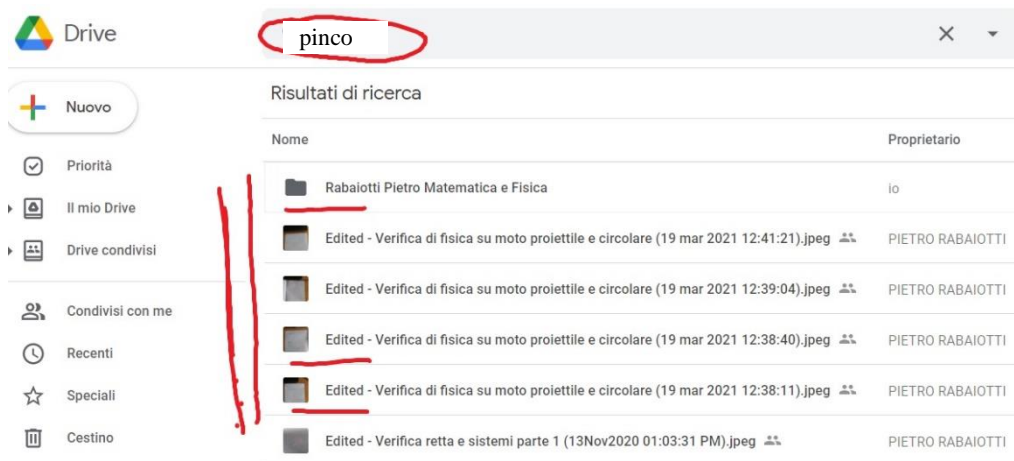 Drive
pinco
Nuovo
Risultati di ricerca
Nome
Proprietario
Priorità
Rabaiotti Pietro Matematica e Fisica
io
Il mio Drive
Edited - Verifica di fisica su moto proiettile e circolare (19 mar 2021 12:41:21).jpeg
PIETRO RABAIOTTI
Drive condivisi
Edited - Verifica di fisica su moto proiettile e circolare (19 mar 2021 12:39:04).jpeg
PIETRO RABAIOTTI
Condivisi con me
Edited - Verifica di fisica su moto proiettile e circolare (19 mar 2021 12:38:40).jpeg
PIETRO RABAIOTTI
Recenti
Edited - Verifica di fisica su moto proiettile e circolare (19 mar 2021 12:38:11).jpeg
PIETRO RABAIOTTI
Speciali
Cestino
Edited - Verifica retta e sistemi parte 1 (13Nov2020 01:03:31 PM).jpeg
PIETRO RABAIOTTI